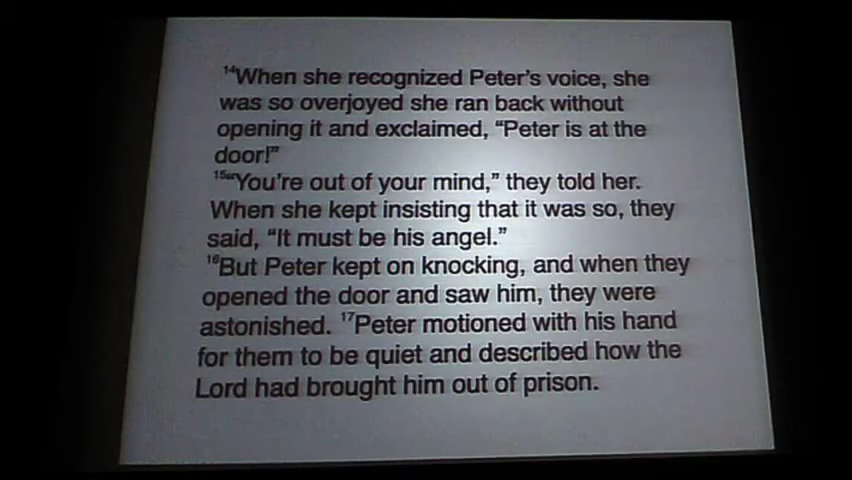 ¹⁴When she recognized Peter's voice, she
was so overjoyed she ran back without
opening it and exclaimed, “Peter is at the
door!”
¹⁵“You're out of your mind,” they told her.
When she kept insisting that it was so, they
said, “It must be his angel.”
¹⁶But Peter kept on knocking, and when they
opened the door and saw him, they were
astonished. ¹⁷Peter motioned with his hand
for them to be quiet and described how the
Lord had brought him out of prison.